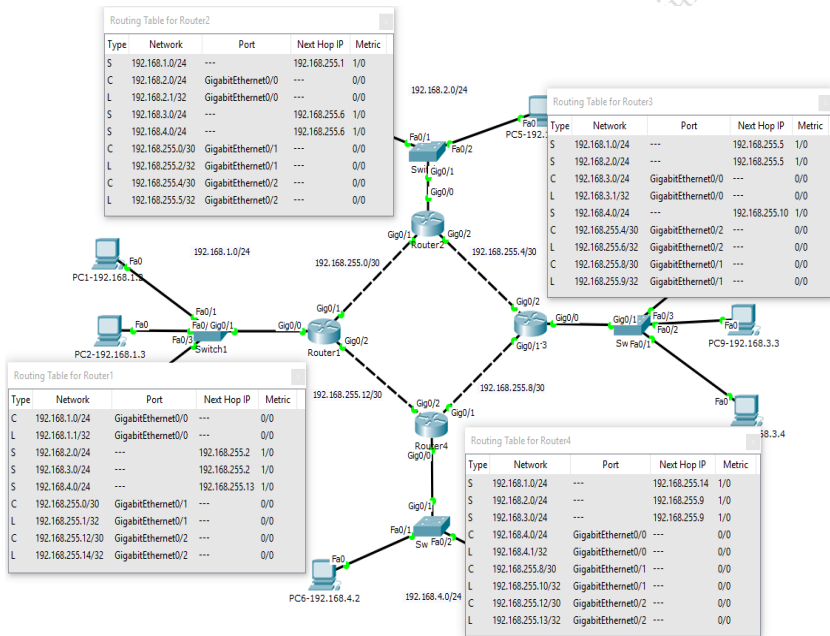 Routing Table for Router2
Type Network Port Next Hop IP Metric
S 192.168.1.0/24 --- 192.168.255.1 1/0
C 192.168.2.0/24 GigabitEthernet0/0 --- 0/0
L 192.168.2.1/32 GigabitEthernet0/0 --- 0/0
S 192.168.3.0/24 --- 192.168.255.6 1/0
S 192.168.4.0/24 --- 192.168.255.6 1/0
C 192.168.255.0/30 GigabitEthernet0/1 --- 0/0
L 192.168.255.2/32 GigabitEthernet0/1 --- 0/0
C 192.168.255.4/30 GigabitEthernet0/2 --- 0/0
L 192.168.255.5/32 GigabitEthernet0/2 --- 0/0
192.168.2.0/24
Fa0
PC5-192.
Fa0/1
Fa0/2
Gig0/1
Gig0/0
Gig0/1
Gig0/2
Router2
Routing Table for Router3
Type Network Port Next Hop IP Metric
S 192.168.1.0/24 --- 192.168.255.5 1/0
S 192.168.2.0/24 --- 192.168.255.5 1/0
C 192.168.3.0/24 GigabitEthernet0/0 --- 0/0
L 192.168.3.1/32 GigabitEthernet0/0 --- 0/0
S 192.168.4.0/24 --- 192.168.255.10 1/0
C 192.168.255.4/30 GigabitEthernet0/2 --- 0/0
L 192.168.255.6/32 GigabitEthernet0/2 --- 0/0
C 192.168.255.8/30 GigabitEthernet0/1 --- 0/0
L 192.168.255.9/32 GigabitEthernet0/1 --- 0/0
192.168.1.0/24
192.168.255.0/30
192.168.255.4/30
Fa0
PC1-192.168.1.2
Fa0/1
Fa0
Fa0/ Gig0/1
Fa0/3
Switch1
PC2-192.168.1.3
Gig0/0
Gig0/1
Gig0/2
Router1
Gig0/2
Gig0/0
Gig0/1
3
Gig0/1
Fa0/3
Fa0/2
Fa0/1
Sw
Fa0
PC9-192.168.3.3
Fa0
8.3.4
192.168.255.12/30
192.168.255.8/30
Gig0/2
Gig0/1
Router4
Gig0/0
Routing Table for Router1
Type Network Port Next Hop IP Metric
C 192.168.1.0/24 GigabitEthernet0/0 --- 0/0
L 192.168.1.1/32 GigabitEthernet0/0 --- 0/0
S 192.168.2.0/24 --- 192.168.255.2 1/0
S 192.168.3.0/24 --- 192.168.255.2 1/0
S 192.168.4.0/24 --- 192.168.255.13 1/0
C 192.168.255.0/30 GigabitEthernet0/1 --- 0/0
L 192.168.255.1/32 GigabitEthernet0/1 --- 0/0
C 192.168.255.12/30 GigabitEthernet0/2 --- 0/0
L 192.168.255.14/32 GigabitEthernet0/2 --- 0/0
Routing Table for Router4
Type Network Port Next Hop IP Metric
S 192.168.1.0/24 --- 192.168.255.14 1/0
S 192.168.2.0/24 --- 192.168.255.9 1/0
S 192.168.3.0/24 --- 192.168.255.9 1/0
C 192.168.4.0/24 GigabitEthernet0/0 --- 0/0
L 192.168.4.1/32 GigabitEthernet0/0 --- 0/0
C 192.168.255.8/30 GigabitEthernet0/1 --- 0/0
L 192.168.255.10/32 GigabitEthernet0/1 --- 0/0
C 192.168.255.12/30 GigabitEthernet0/2 --- 0/0
L 192.168.255.13/32 GigabitEthernet0/2 --- 0/0
Gig0/1
Fa0/1
Sw Fa0/2
Fa0
PC6-192.168.4.2
192.168.4.0/24